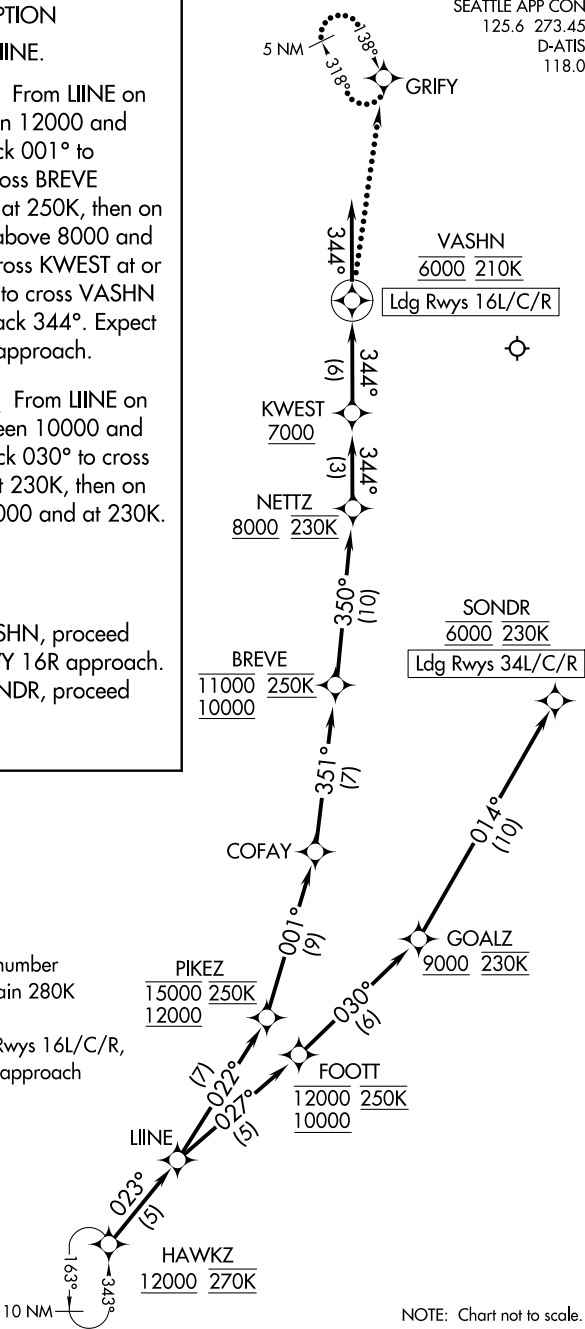 PTION
IINE.
From LIINE on
n 12000 and
ck 001° to
oss BREVE
at 250K, then on
above 8000 and
ross KWEST at or
to cross VASHN
ack 344°. Expect
approach.
From LIINE on
een 10000 and
ck 030° to cross
t 230K, then on
000 and at 230K.
SHN, proceed
Y 16R approach.
NDR, proceed
SEATTLE APP CON
125.6 273.45
D-ATIS
118.0
5 NM
138°
318°
GRIFY
344°
VASHN
6000 210K
Ldg Rwys 16L/C/R
344°
(6)
KWEST
7000
344°
(3)
NETTZ
8000 230K
350°
(10)
SONDR
6000 230K
Ldg Rwys 34L/C/R
BREVE
11000 250K
10000
351°
(7)
014°
(10)
COFAY
001°
(9)
GOALZ
9000 230K
number
ain 280K
Rwys 16L/C/R,
approach
PIKEZ
15000 250K
12000
030°
(6)
FOOTT
12000 250K
10000
022°
(7)
027°
(5)
LIINE
023°
(5)
HAWKZ
12000 270K
163°
343°
10 NM
NOTE: Chart not to scale.